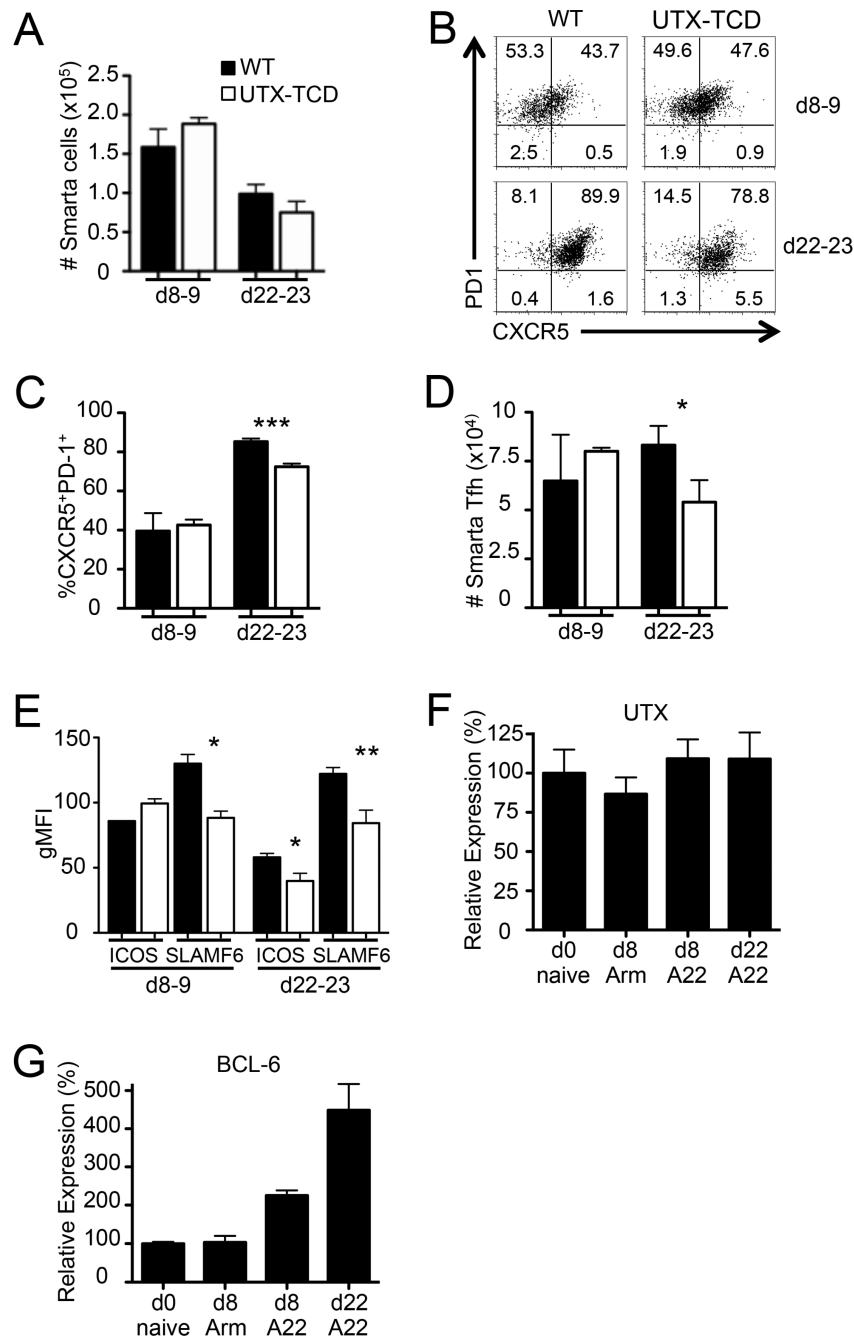 A
# Smarta cells (x10⁵)
2.5
2.0
1.5
1.0
0.5
0
WT
UTX-TCD
d8-9
d22-23
B
WT
UTX-TCD
53.3
43.7
2.5
0.5
49.6
47.6
1.9
0.9
d8-9
8.1
89.9
0.4
1.6
14.5
78.8
1.3
5.5
d22-23
PD1
CXCR5
C
%CXCR5⁺PD-1⁺
100
80
60
40
20
0
***
d8-9
d22-23
D
# Smarta Tfh (x10⁴)
10
7.5
5
2.5
0
*
d8-9
d22-23
E
gMFI
150
100
50
0
*
*
**
ICOS SLAMF6
ICOS SLAMF6
d8-9
d22-23
F
UTX
Relative Expression (%)
125
100
75
50
25
0
d0 naive
d8 Arm
d8 A22
d22 A22
G
BCL-6
Relative Expression (%)
500
400
300
200
100
0
d0 naive
d8 Arm
d8 A22
d22 A22